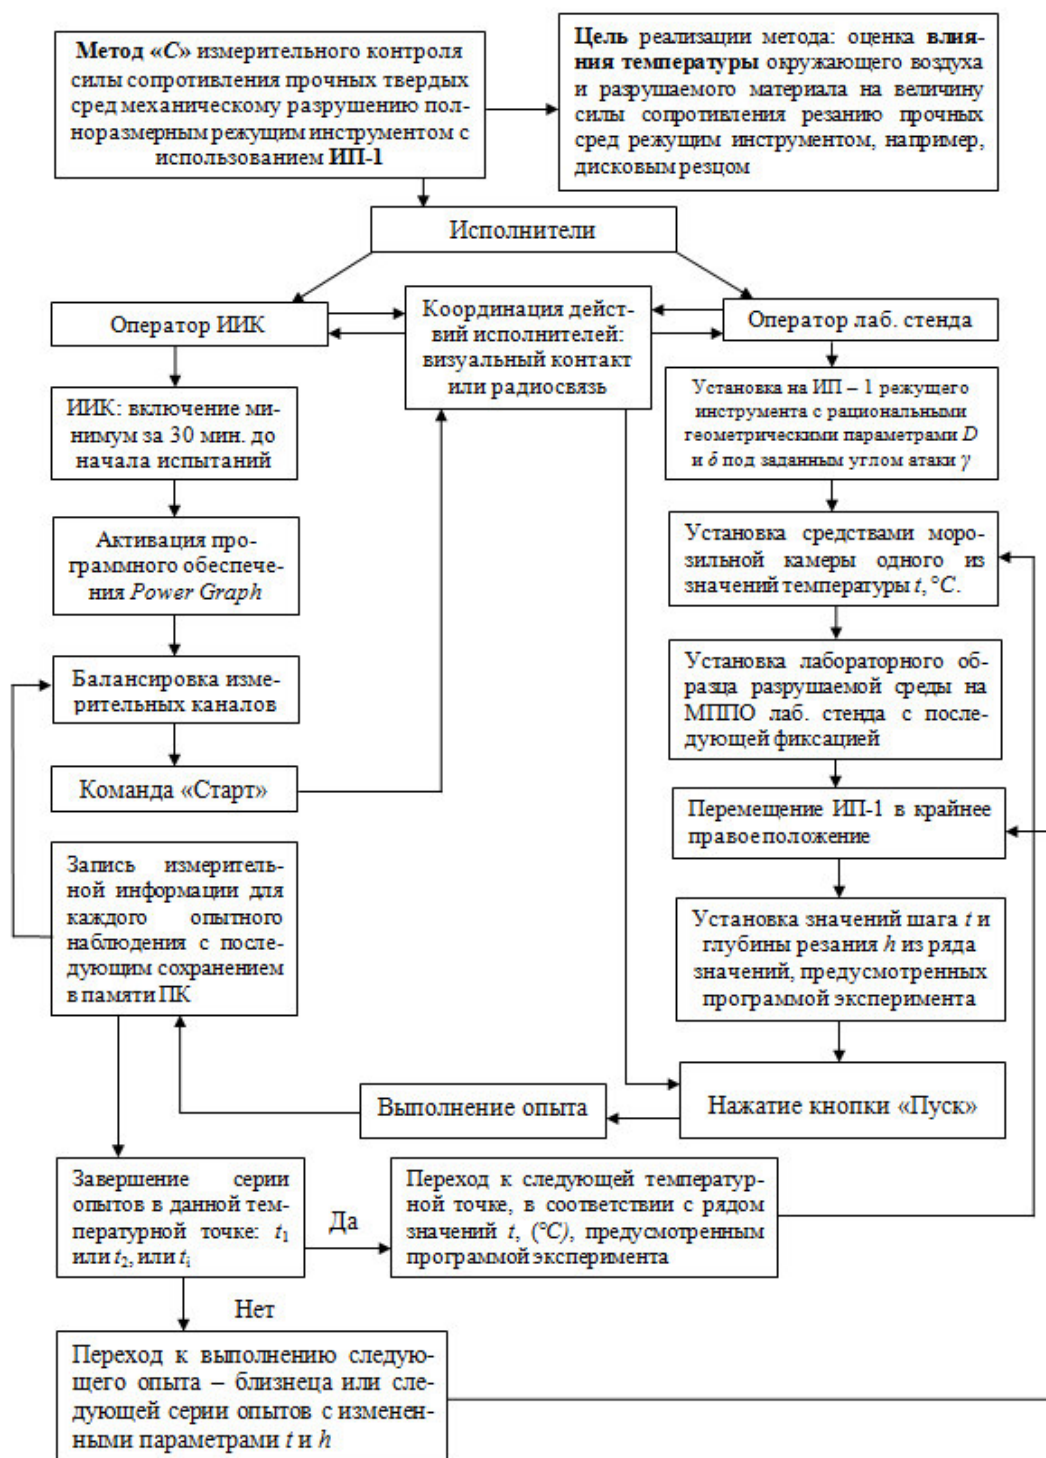 Метод «С» измерительного контроля
силы сопротивления прочных твердых
сред механическому разрушению пол-
норазмерным режущим инструментом с
использованием ИП-1
Цель реализации метода: оценка влия-
ния температуры окружающего воздуха
и разрушаемого материала на величину
силы сопротивления резанию прочных
сред режущим инструментом, например,
дисковым резцом
Исполнители
Оператор ИИК
Координация дейст-
вий исполнителей:
визуальный контакт
или радиосвязь
Оператор лаб. стенда
ИИК: включение ми-
нимум за 30 мин. до
начала испытаний
Установка на ИП – 1 режущего
инструмента с рациональными
геометрическими параметрами D
и δ под заданным углом атаки γ
Активация про-
граммного обеспече-
ния Power Graph
Установка средствами моро-
зильной камеры одного из
значений температуры t, °C.
Балансировка изме-
рительных каналов
Установка лабораторного об-
разца разрушаемой среды на
МППО лаб. стенда с после-
дующей фиксацией
Команда «Старт»
Перемещение ИП-1 в крайнее
правое положение
Запись измеритель-
ной информации для
каждого опытного
наблюдения с после-
дующим сохранением
в памяти ПК
Установка значений шага t и
глубины резания h из ряда
значений, предусмотренных
программой эксперимента
Выполнение опыта
Нажатие кнопки «Пуск»
Завершение серии
опытов в данной тем-
пературной точке: t₁
или t₂, или tᵢ
Да
Переход к следующей температур-
ной точке, в соответствии с рядом
значений t, (°C), предусмотренным
программой эксперимента
Нет
Переход к выполнению следую-
щего опыта – близнеца или сле-
дующей серии опытов с изменен-
ными параметрами t и h